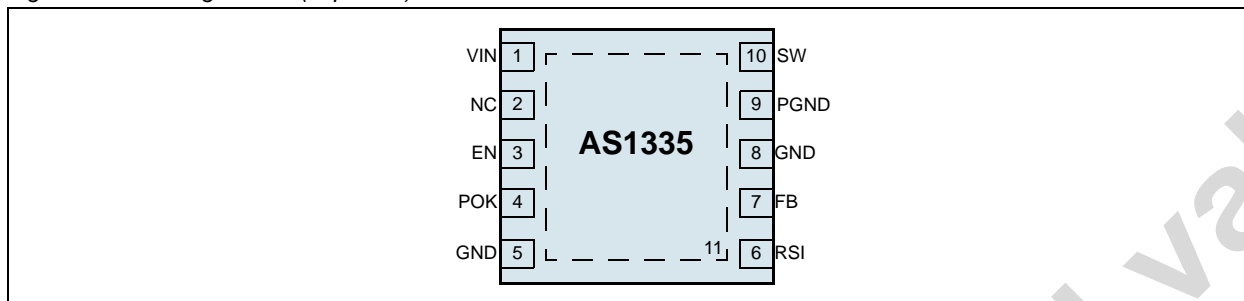 VIN 1
NC 2
EN 3
POK 4
GND 5
AS1335
10 SW
9 PGND
8 GND
7 FB
11
6 RSI